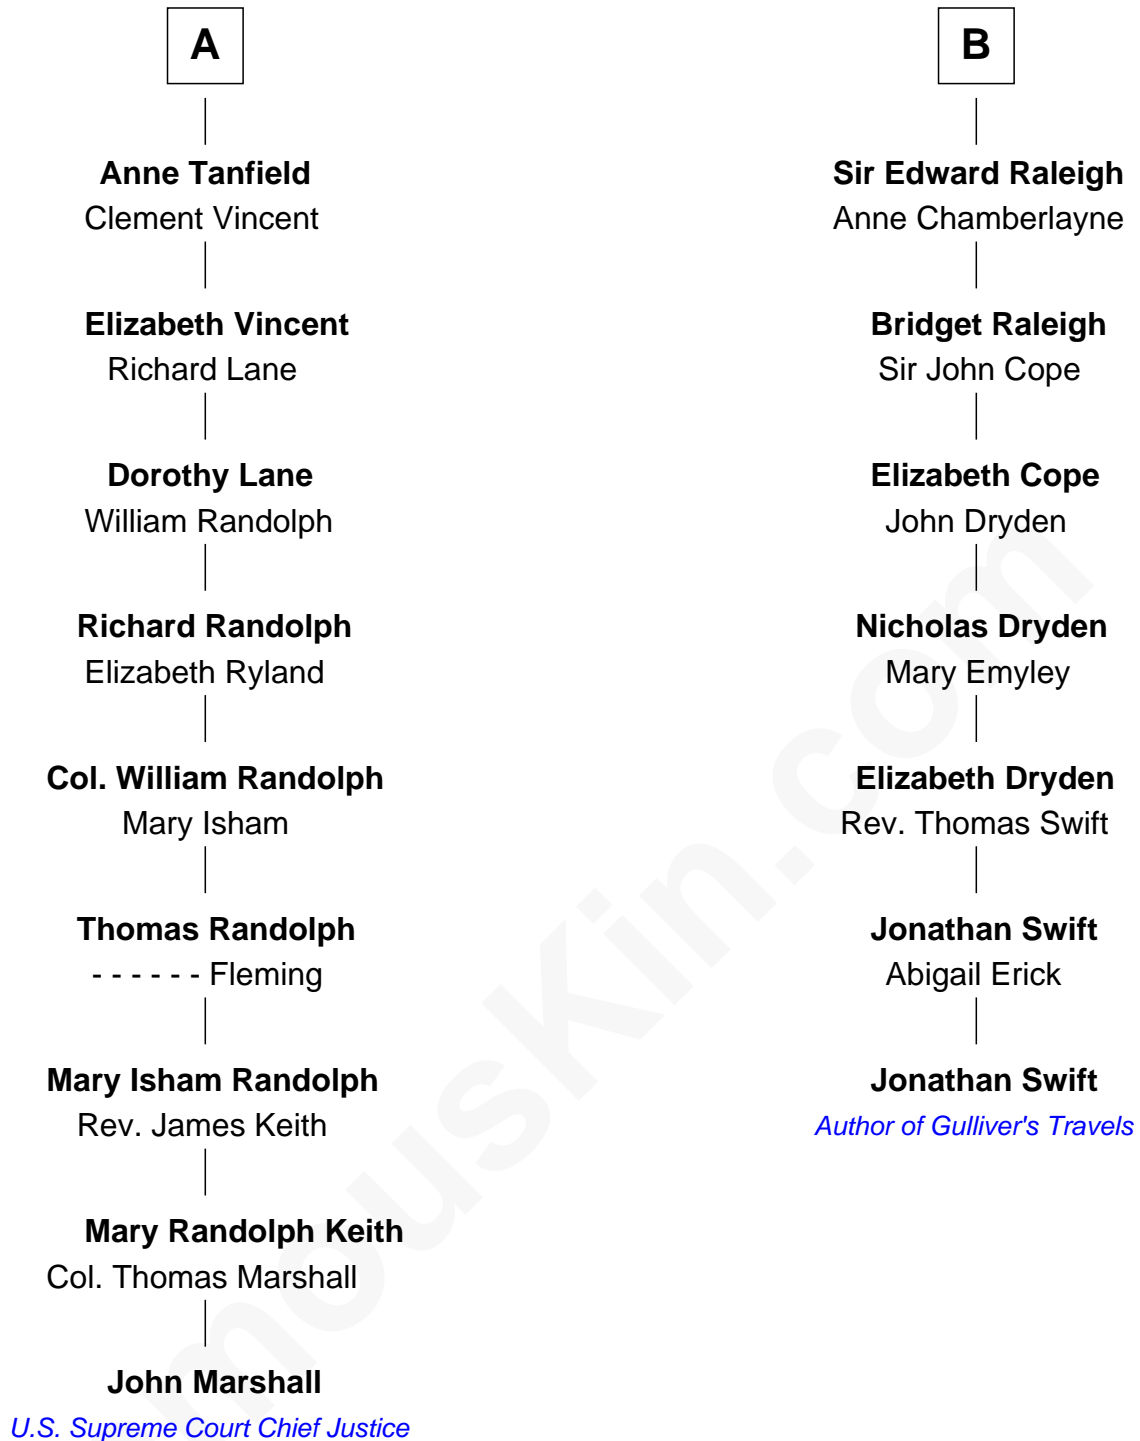 A
Anne Tanfield
Clement Vincent
Elizabeth Vincent
Richard Lane
Dorothy Lane
William Randolph
Richard Randolph
Elizabeth Ryland
Col. William Randolph
Mary Isham
Thomas Randolph
- - - - - - Fleming
Mary Isham Randolph
Rev. James Keith
Mary Randolph Keith
Col. Thomas Marshall
John Marshall
U.S. Supreme Court Chief Justice
B
Sir Edward Raleigh
Anne Chamberlayne
Bridget Raleigh
Sir John Cope
Elizabeth Cope
John Dryden
Nicholas Dryden
Mary Emyley
Elizabeth Dryden
Rev. Thomas Swift
Jonathan Swift
Abigail Erick
Jonathan Swift
Author of Gulliver's Travels
mousKin.com